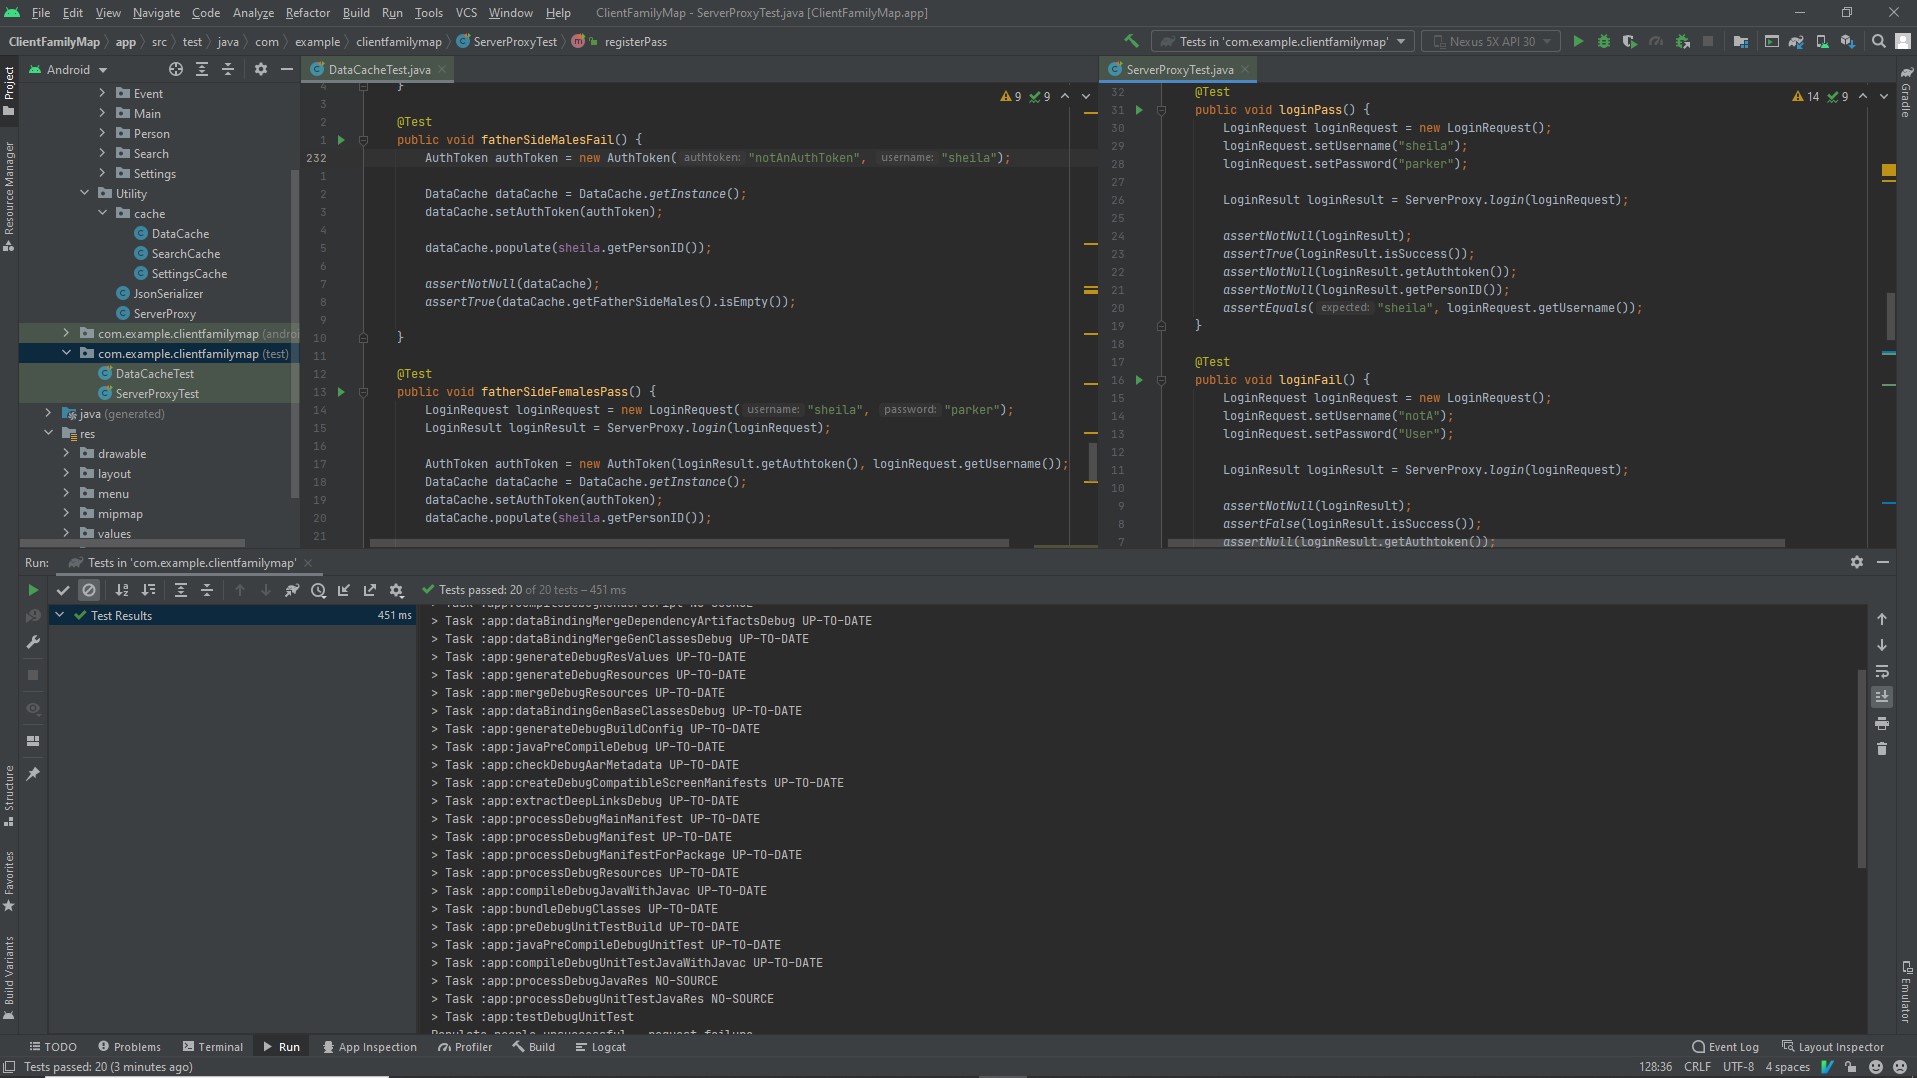 File Edit View Navigate Code Analyze Refactor Build Run Tools VCS Window Help ClientFamilyMap - ServerProxyTest.java [ClientFamilyMap.app]
ClientFamilyMap app src test java com example clientfamilymap ServerProxyTest registerPass Tests in 'com.example.clientfamilymap' Nexus 5X API 30
Project
Resource Manager
Structure
Favorites
Build Variants
Android
Event
Main
Person
Search
Settings
Utility
cache
DataCache
SearchCache
SettingsCache
JsonSerializer
ServerProxy
com.example.clientfamilymap (andro
com.example.clientfamilymap (test)
DataCacheTest
ServerProxyTest
java (generated)
res
drawable
layout
menu
mipmap
values
DataCacheTest.java
9 9
4 }
3
2 @Test
1 public void fatherSideMalesFail() {
232 AuthToken authToken = new AuthToken( authtoken: "notAnAuthToken", username: "sheila");
1
2 DataCache dataCache = DataCache.getInstance();
3 dataCache.setAuthToken(authToken);
4
5 dataCache.populate(sheila.getPersonID());
6
7 assertNotNull(dataCache);
8 assertTrue(dataCache.getFatherSideMales().isEmpty());
9
10 }
11
12 @Test
13 public void fatherSideFemalesPass() {
14 LoginRequest loginRequest = new LoginRequest( username: "sheila", password: "parker");
15 LoginResult loginResult = ServerProxy.login(loginRequest);
16
17 AuthToken authToken = new AuthToken(loginResult.getAuthtoken(), loginRequest.getUsername());
18 DataCache dataCache = DataCache.getInstance();
19 dataCache.setAuthToken(authToken);
20 dataCache.populate(sheila.getPersonID());
21
ServerProxyTest.java
14 9
32 @Test
31 public void loginPass() {
30 LoginRequest loginRequest = new LoginRequest();
29 loginRequest.setUsername("sheila");
28 loginRequest.setPassword("parker");
27
26 LoginResult loginResult = ServerProxy.login(loginRequest);
25
24 assertNotNull(loginResult);
23 assertTrue(loginResult.isSuccess());
22 assertNotNull(loginResult.getAuthtoken());
21 assertNotNull(loginResult.getPersonID());
20 assertEquals( expected: "sheila", loginRequest.getUsername());
19 }
18
17 @Test
16 public void loginFail() {
15 LoginRequest loginRequest = new LoginRequest();
14 loginRequest.setUsername("notA");
13 loginRequest.setPassword("User");
12
11 LoginResult loginResult = ServerProxy.login(loginRequest);
10
9 assertNotNull(loginResult);
8 assertFalse(loginResult.isSuccess());
7 assertNull(loginResult.getAuthtoken());
Gradle
Emulator
Run: Tests in 'com.example.clientfamilymap'
Tests passed: 20 of 20 tests – 451 ms
Test Results 451 ms
> Task :app:compileDebugRenderscript NO-SOURCE
> Task :app:dataBindingMergeDependencyArtifactsDebug UP-TO-DATE
> Task :app:dataBindingMergeGenClassesDebug UP-TO-DATE
> Task :app:generateDebugResValues UP-TO-DATE
> Task :app:generateDebugResources UP-TO-DATE
> Task :app:mergeDebugResources UP-TO-DATE
> Task :app:dataBindingGenBaseClassesDebug UP-TO-DATE
> Task :app:generateDebugBuildConfig UP-TO-DATE
> Task :app:javaPreCompileDebug UP-TO-DATE
> Task :app:checkDebugAarMetadata UP-TO-DATE
> Task :app:createDebugCompatibleScreenManifests UP-TO-DATE
> Task :app:extractDeepLinksDebug UP-TO-DATE
> Task :app:processDebugMainManifest UP-TO-DATE
> Task :app:processDebugManifest UP-TO-DATE
> Task :app:processDebugManifestForPackage UP-TO-DATE
> Task :app:processDebugResources UP-TO-DATE
> Task :app:compileDebugJavaWithJavac UP-TO-DATE
> Task :app:bundleDebugClasses UP-TO-DATE
> Task :app:preDebugUnitTestBuild UP-TO-DATE
> Task :app:javaPreCompileDebugUnitTest UP-TO-DATE
> Task :app:compileDebugUnitTestJavaWithJavac UP-TO-DATE
> Task :app:processDebugJavaRes NO-SOURCE
> Task :app:processDebugUnitTestJavaRes NO-SOURCE
> Task :app:testDebugUnitTest
TODO Problems Terminal Run App Inspection Profiler Build Logcat Event Log Layout Inspector
Tests passed: 20 (3 minutes ago) 128:36 CRLF UTF-8 4 spaces